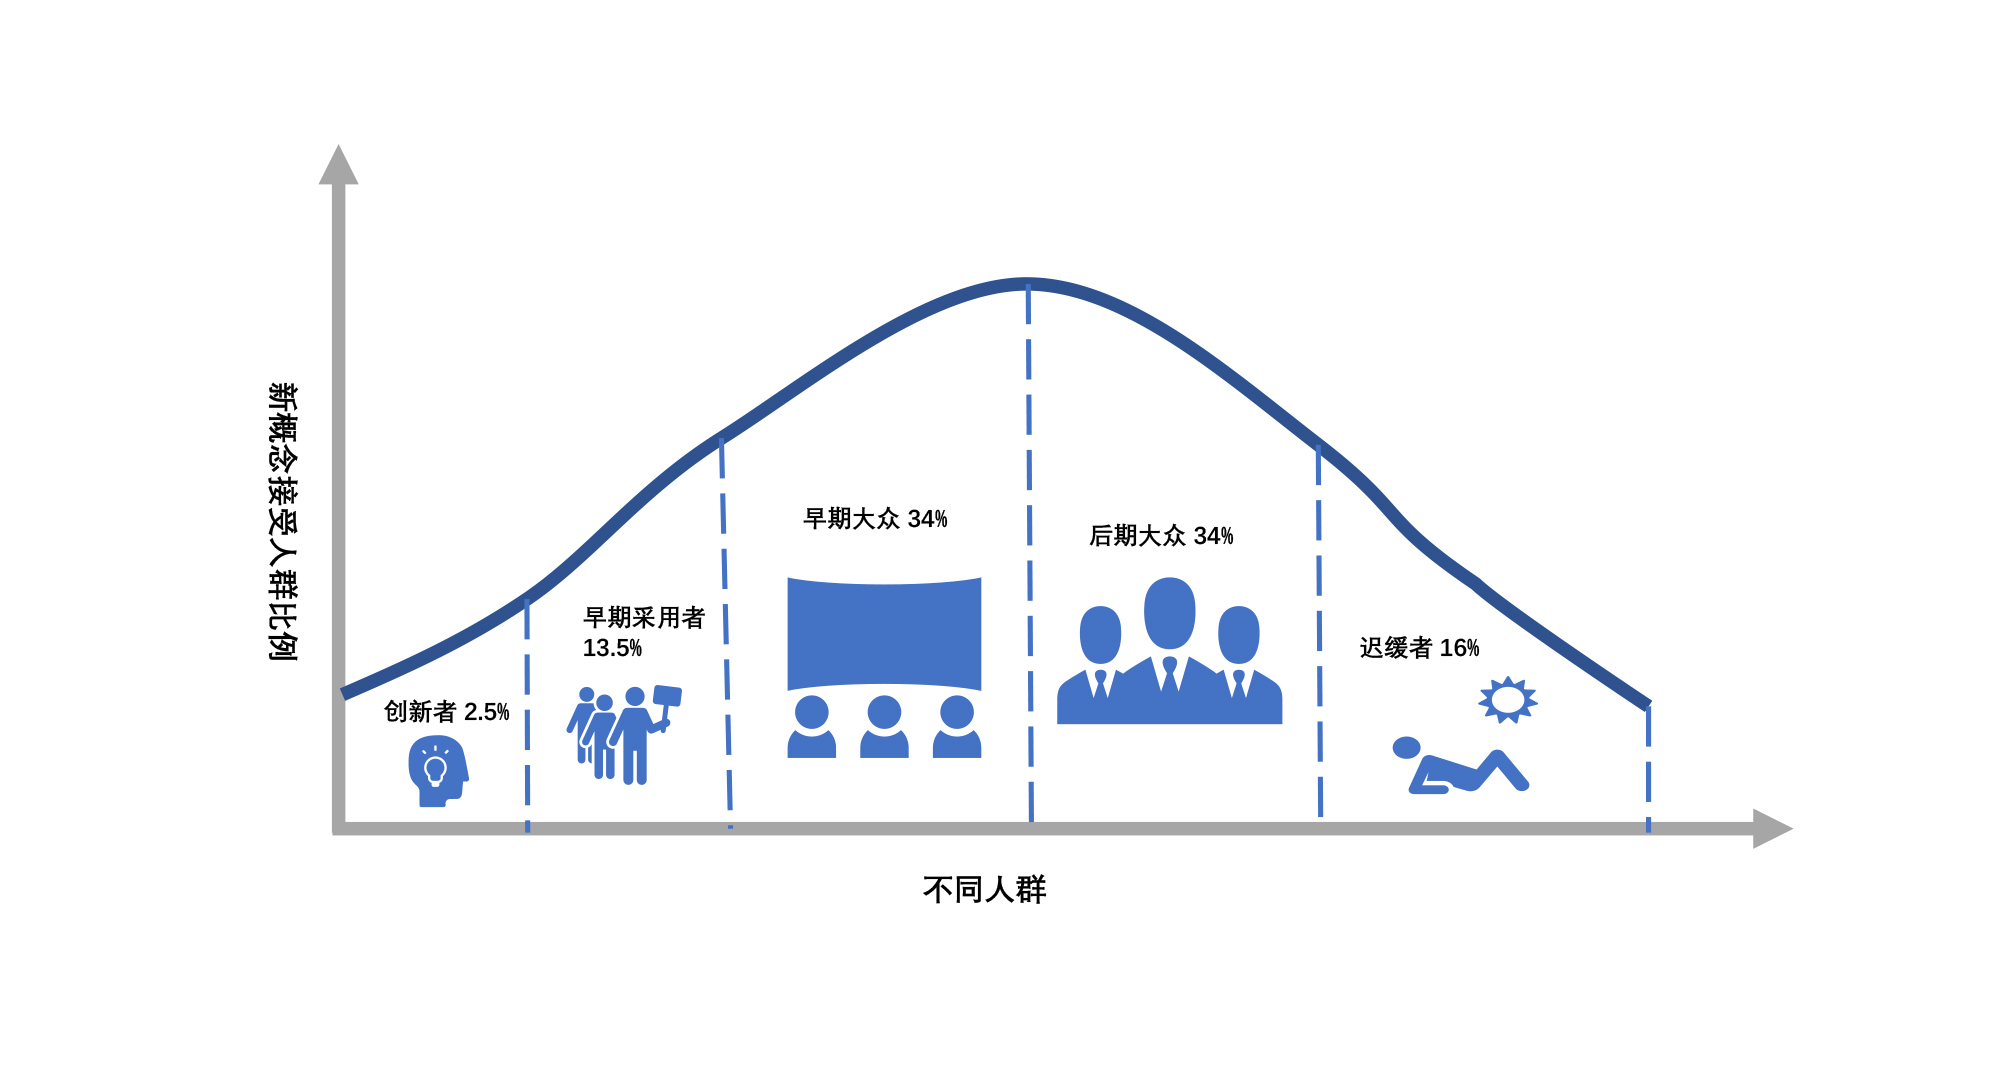 新概念接受人群比例
早期大众 34%
后期大众 34%
早期采用者
13.5%
迟缓者 16%
创新者 2.5%
不同人群